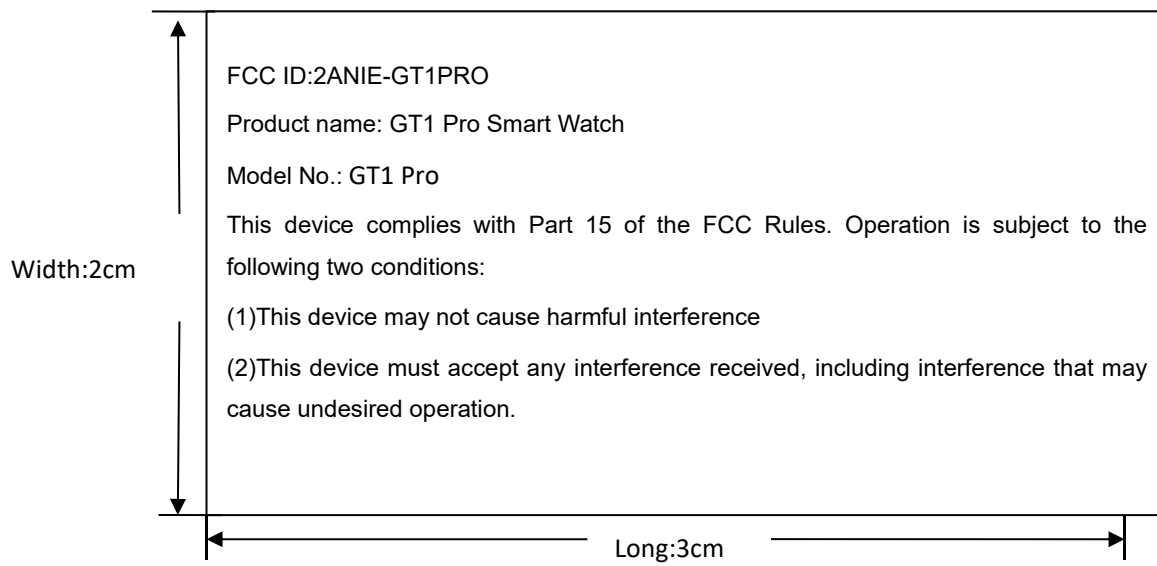 FCC ID:2ANIE-GT1PRO
Product name: GT1 Pro Smart Watch
Model No.: GT1 Pro
This device complies with Part 15 of the FCC Rules. Operation is subject to the
following two conditions:
(1)This device may not cause harmful interference
(2)This device must accept any interference received, including interference that may
cause undesired operation.
Width:2cm
Long:3cm